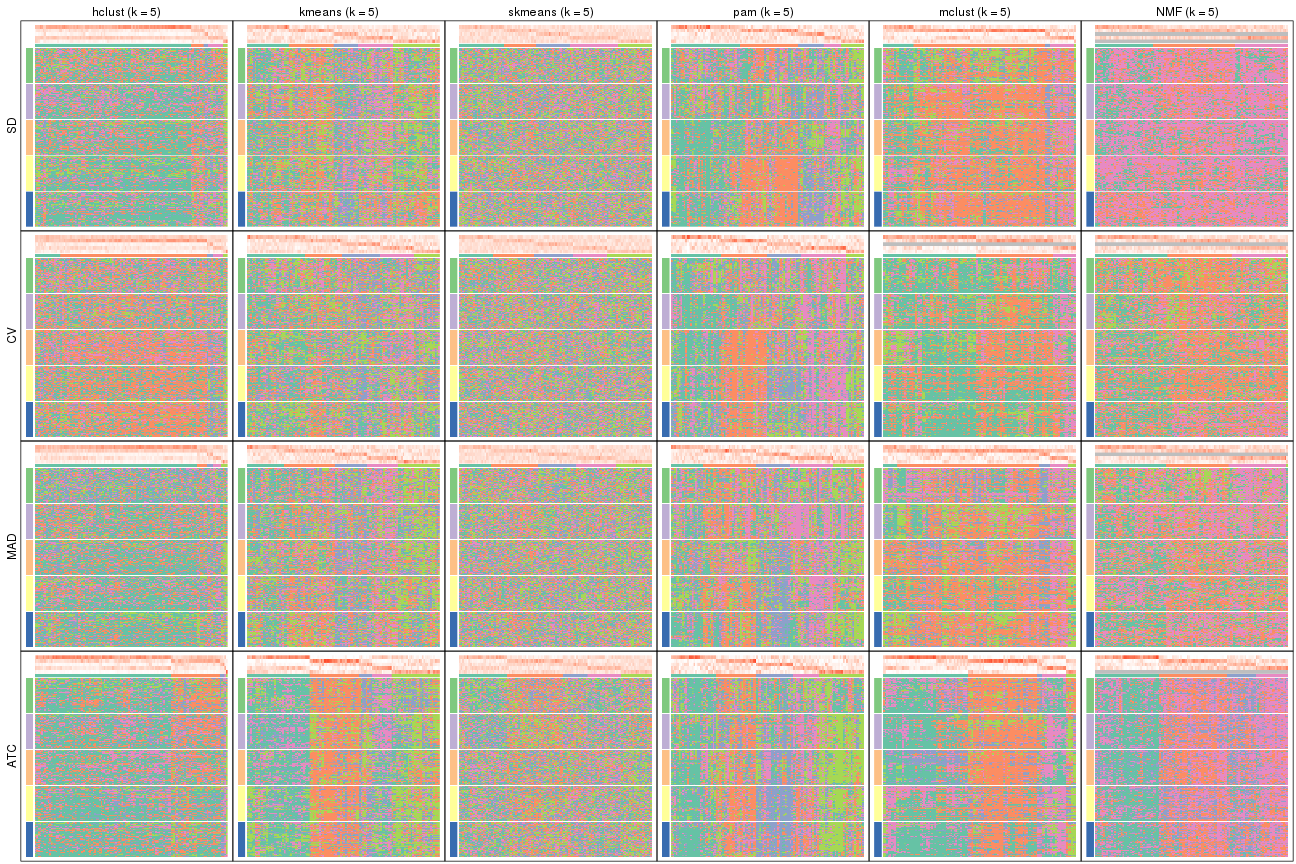 hclust (k = 5)
kmeans (k = 5)
skmeans (k = 5)
pam (k = 5)
mclust (k = 5)
NMF (k = 5)
SD
CV
MAD
ATC